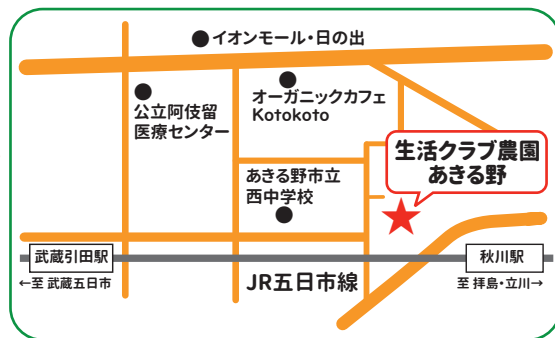 イオンモール・日の出
公立阿伎留
医療センター
オーガニックカフェ
Kotokoto
生活クラブ農園
あきる野
あきる野市立
西中学校
武蔵引田駅
←至 武蔵五日市
JR五日市線
秋川駅
至 拝島・立川→